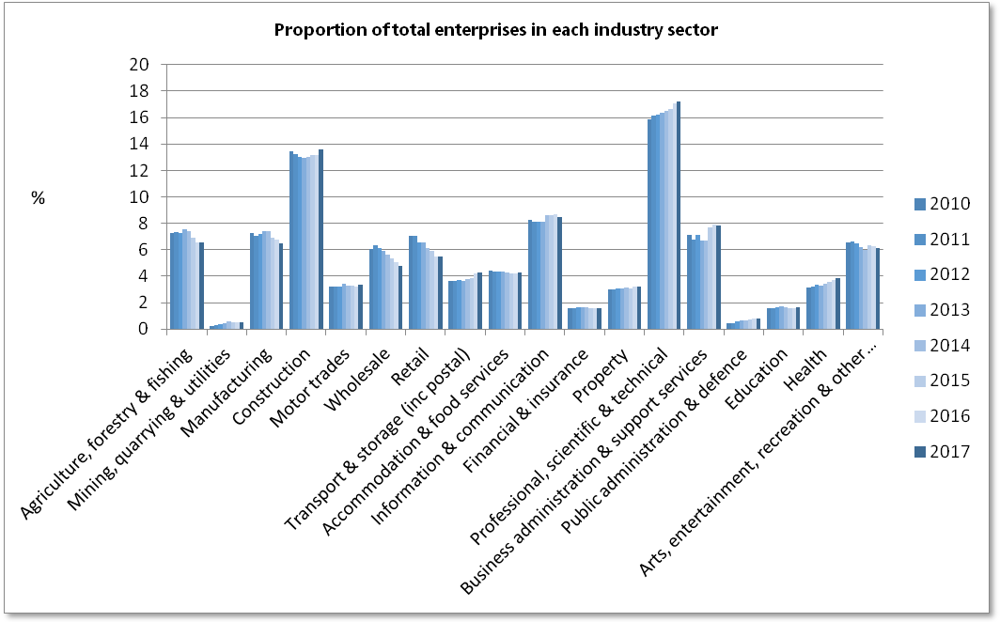 Proportion of total enterprises in each industry sector
20
18
16
14
12
10
8
6
4
2
0
%
Agriculture, forestry & fishing
Mining, quarrying & utilities
Manufacturing
Construction
Motor trades
Wholesale
Retail
Transport & storage (inc postal)
Accommodation & food services
Information & communication
Financial & insurance
Property
Professional, scientific & technical
Business administration & support services
Public administration & defence
Education
Health
Arts, entertainment, recreation & other...
2010
2011
2012
2013
2014
2015
2016
2017